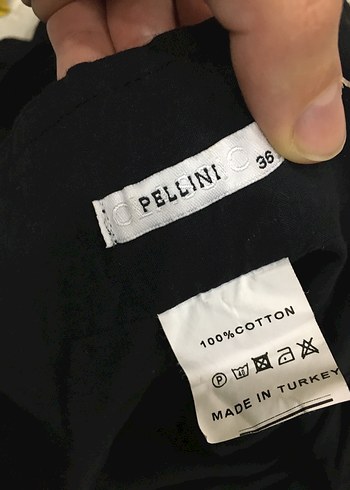 PELLINI 36
100%COTTON
P
MADE IN TURKEY